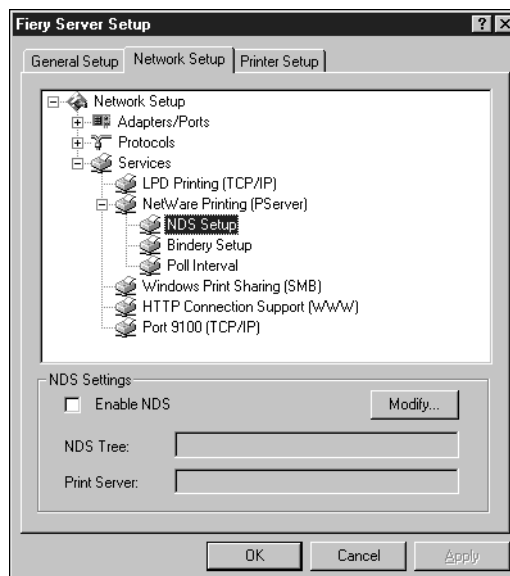 Fiery Server Setup
General Setup Network Setup Printer Setup
Network Setup
Adapters/Ports
Protocols
Services
LPD Printing (TCP/IP)
NetWare Printing (PServer)
NDS Setup
Bindery Setup
Poll Interval
Windows Print Sharing (SMB)
HTTP Connection Support (WWW)
Port 9100 (TCP/IP)
NDS Settings
Enable NDS Modify...
NDS Tree:
Print Server:
OK Cancel Apply